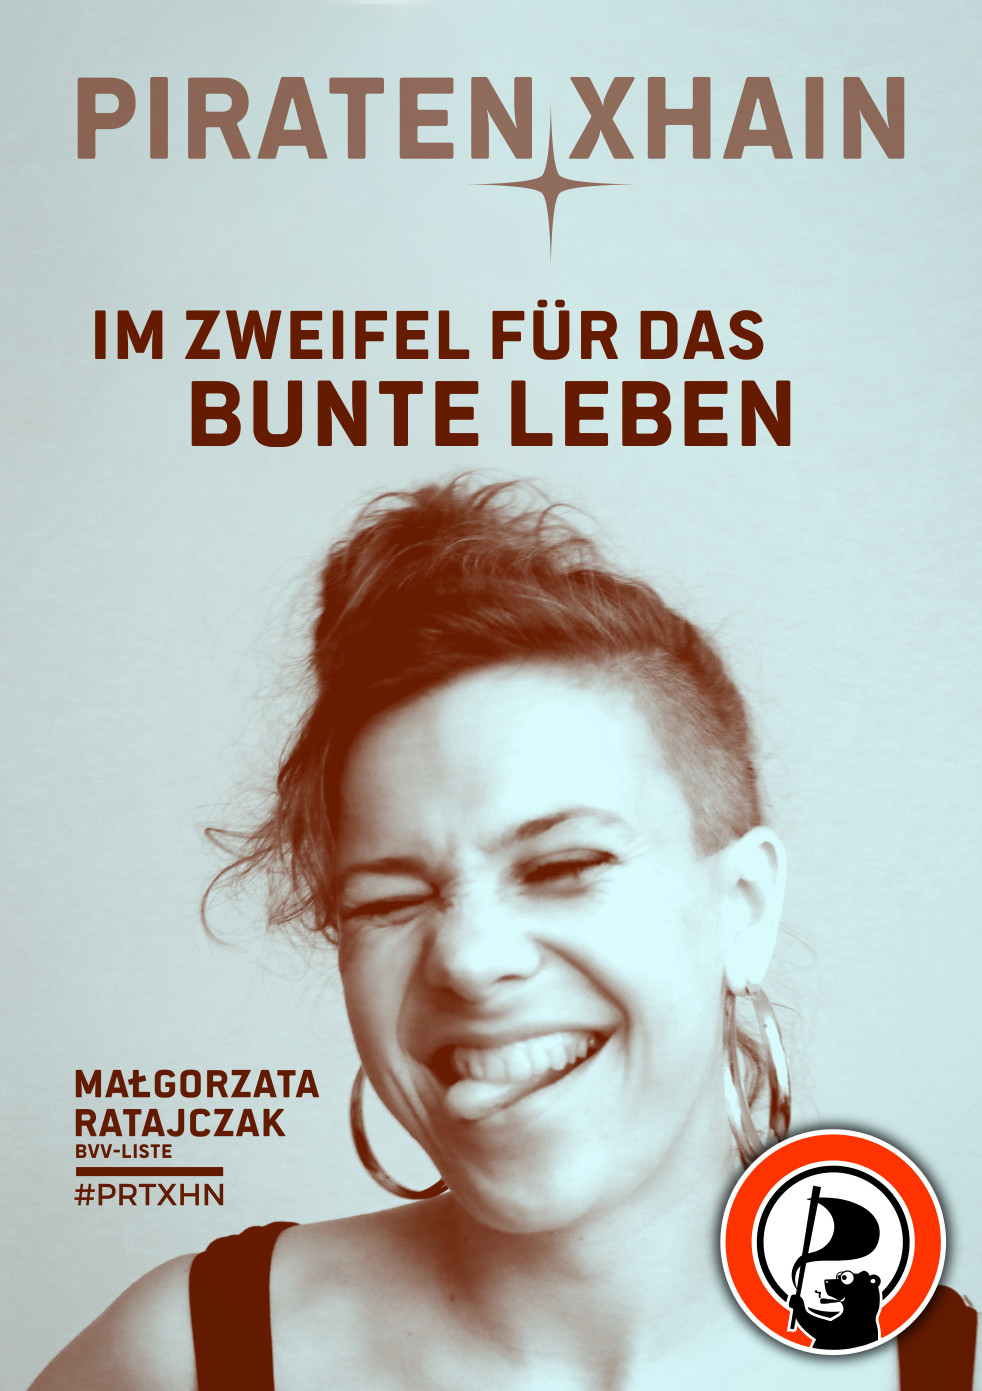 PIRATEN XHAIN
IM ZWEIFEL FÜR DAS
BUNTE LEBEN
MAŁGORZATA
RATAJCZAK
BVV-LISTE
#PRTXHN